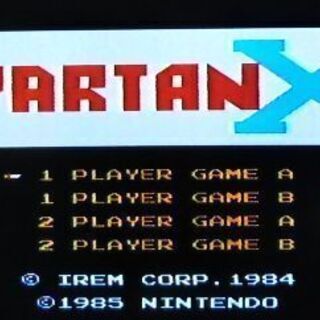 PARTAN X
1 PLAYER GAME A
1 PLAYER GAME B
2 PLAYER GAME A
2 PLAYER GAME B
© IREM CORP. 1984
©1985 NINTENDO